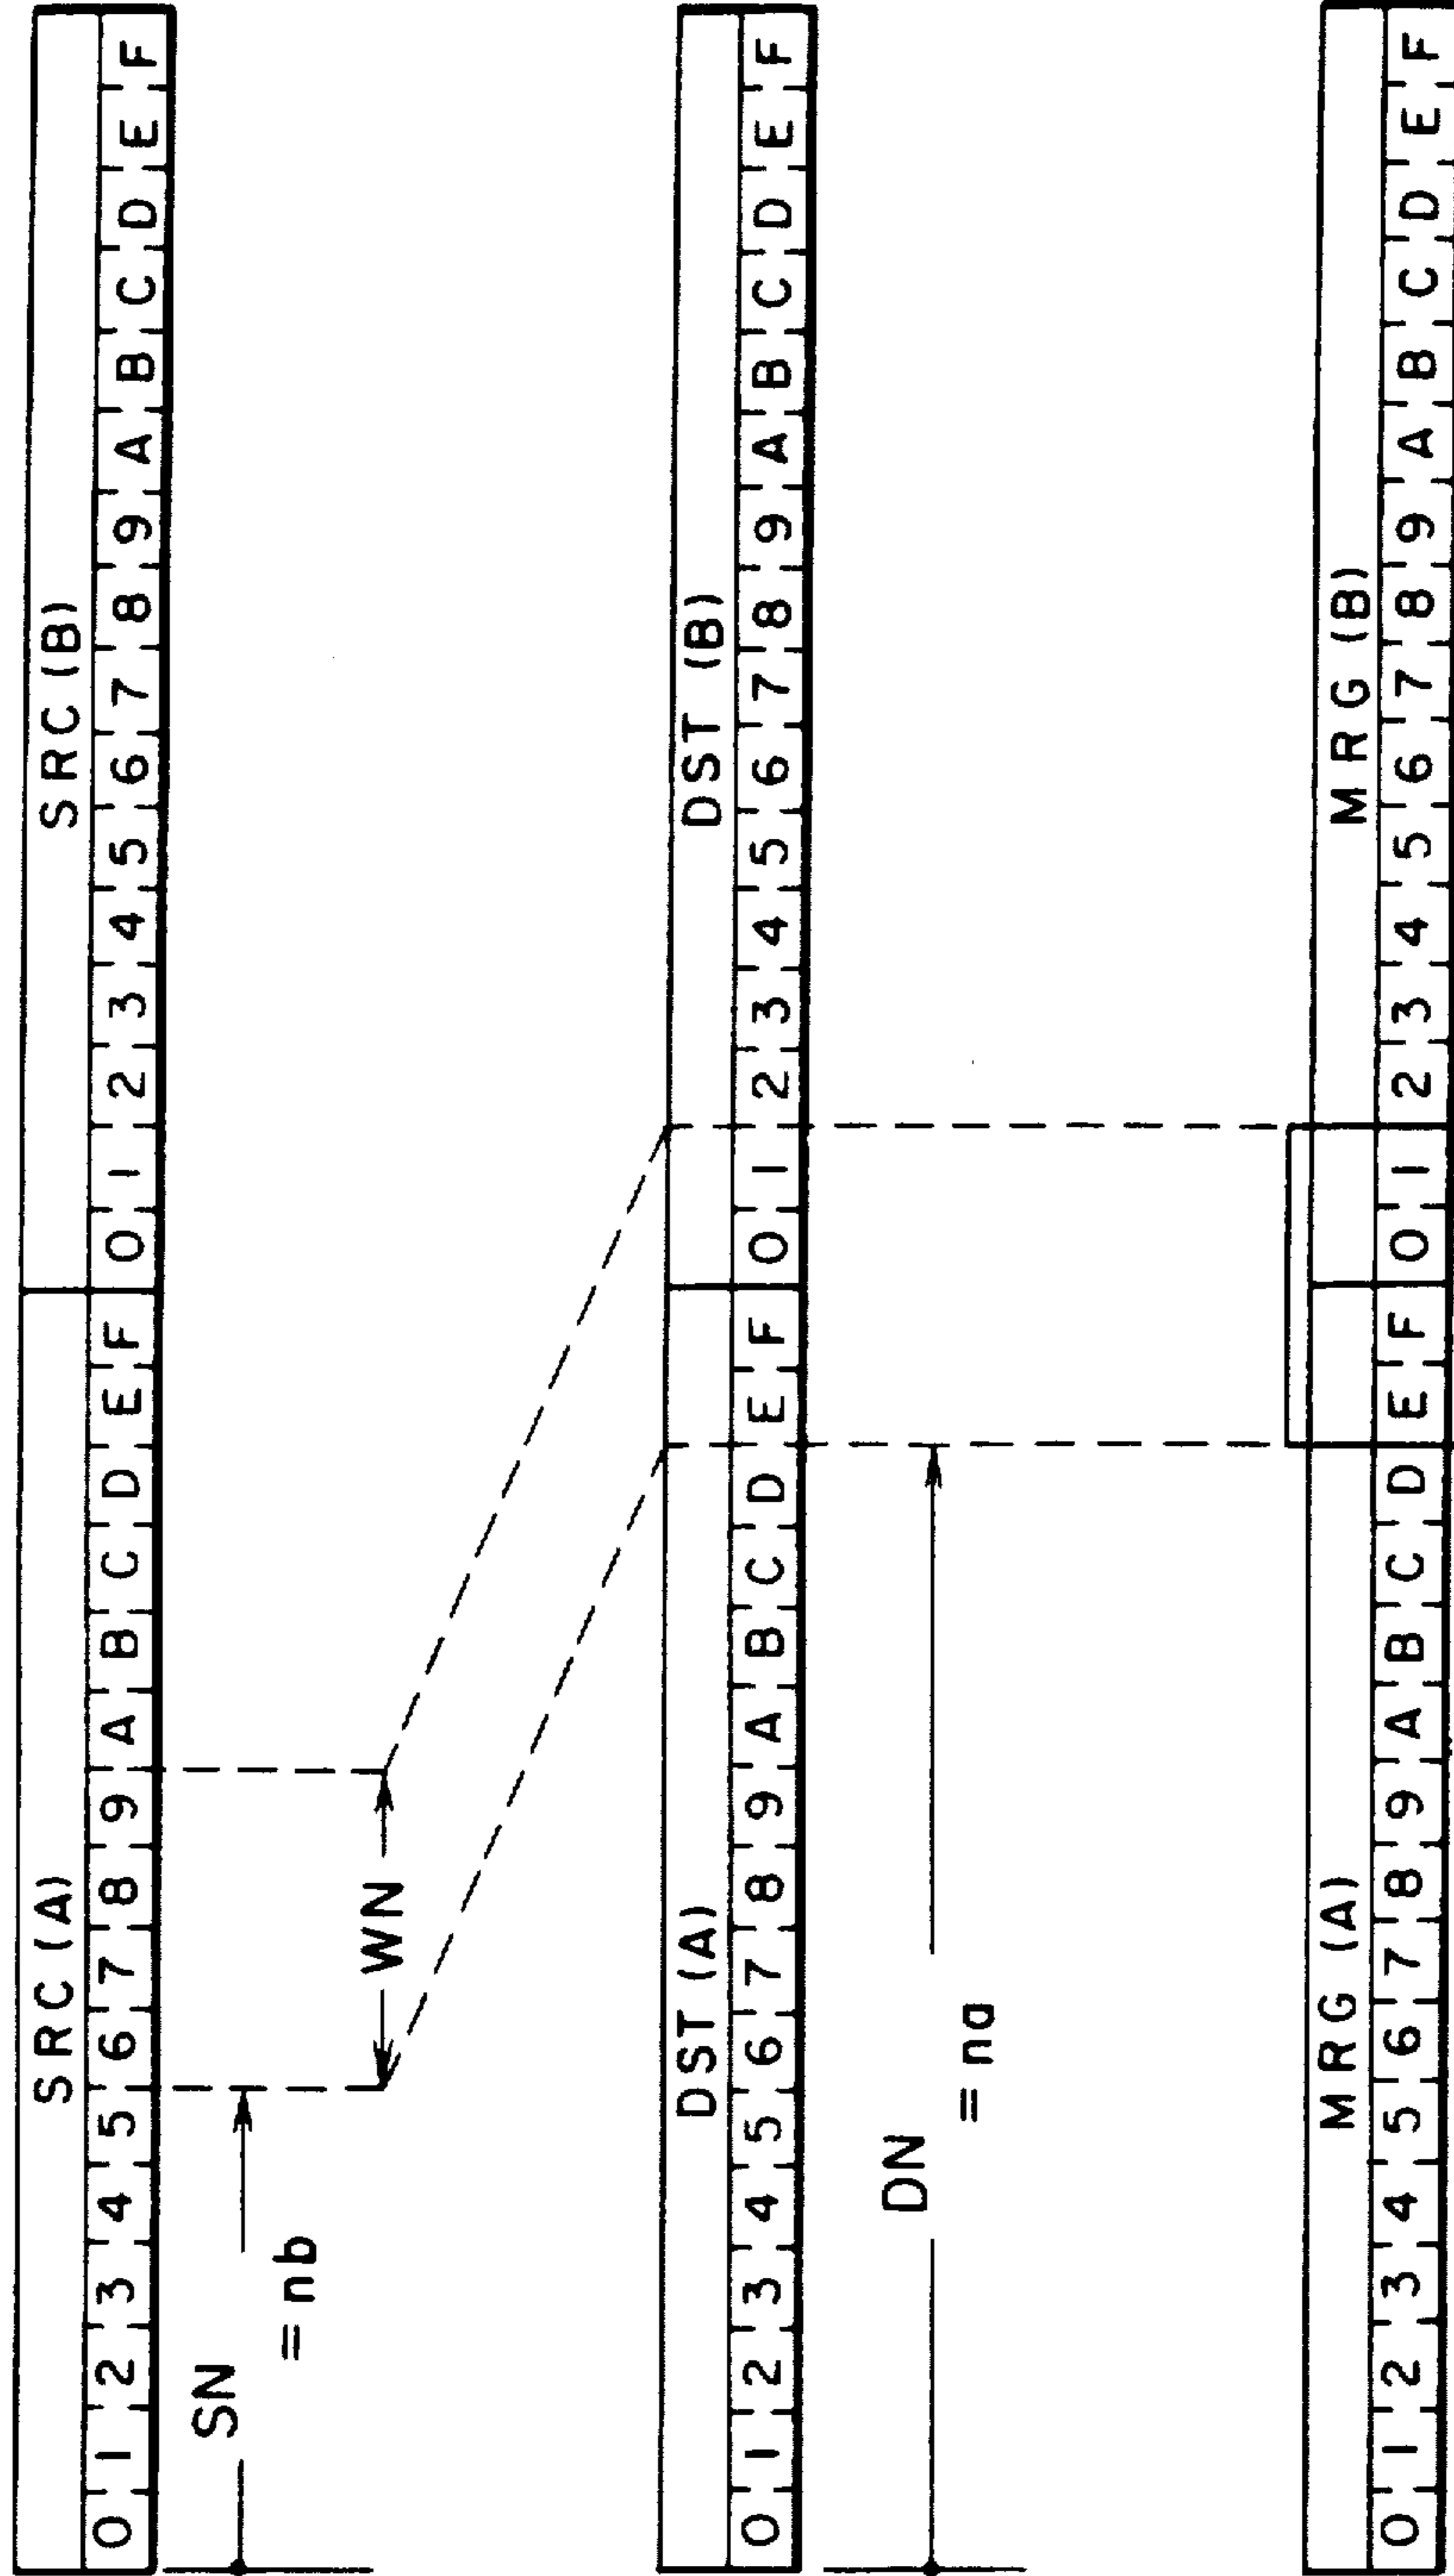 SRC (A) SRC (B)
0 1 2 3 4 5 6 7 8 9 A B C D E F 0 1 2 3 4 5 6 7 8 9 A B C D E F
SN
= nb
WN
DST (A) DST (B)
0 1 2 3 4 5 6 7 8 9 A B C D E F 0 1 2 3 4 5 6 7 8 9 A B C D E F
DN
= na
MRG (A) MRG (B)
0 1 2 3 4 5 6 7 8 9 A B C D E F 0 1 2 3 4 5 6 7 8 9 A B C D E F